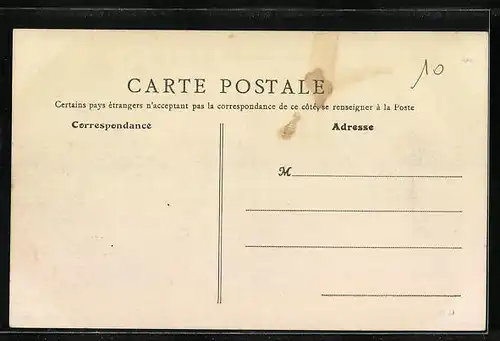 10
CARTE POSTALE
Certains pays étrangers n'acceptant pas la correspondance de ce côté, se renseigner à la Poste
Correspondance
Adresse
M